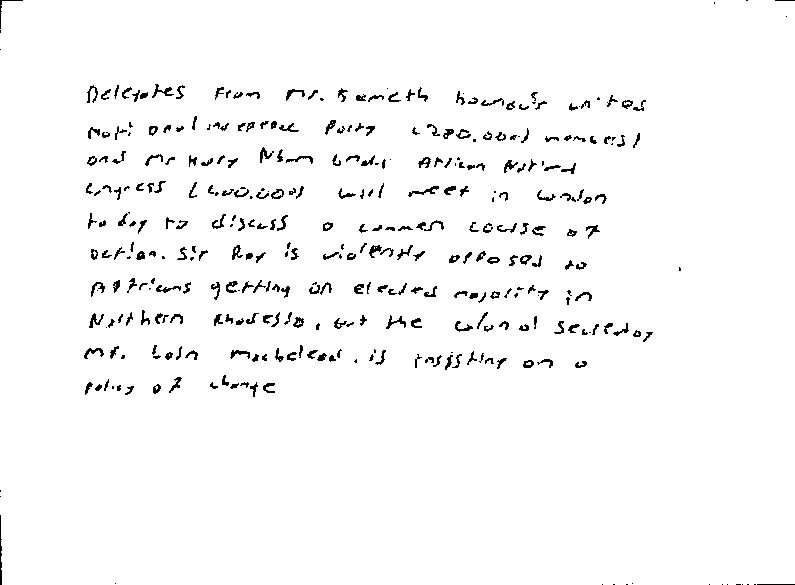 Delegates from Mr. Kenneth Kaunda's United
National independence Party (280.000) members)
and Mr Harry African National
Congress (400.000) will meet in London
today to discuss a common course of
action. Sir Roy is violently opposed to
Africans getting an elected majority in
Northern Rhodesia, but the colonial secretary
Mr. Iain Macleod, is insisting on a
policy of change